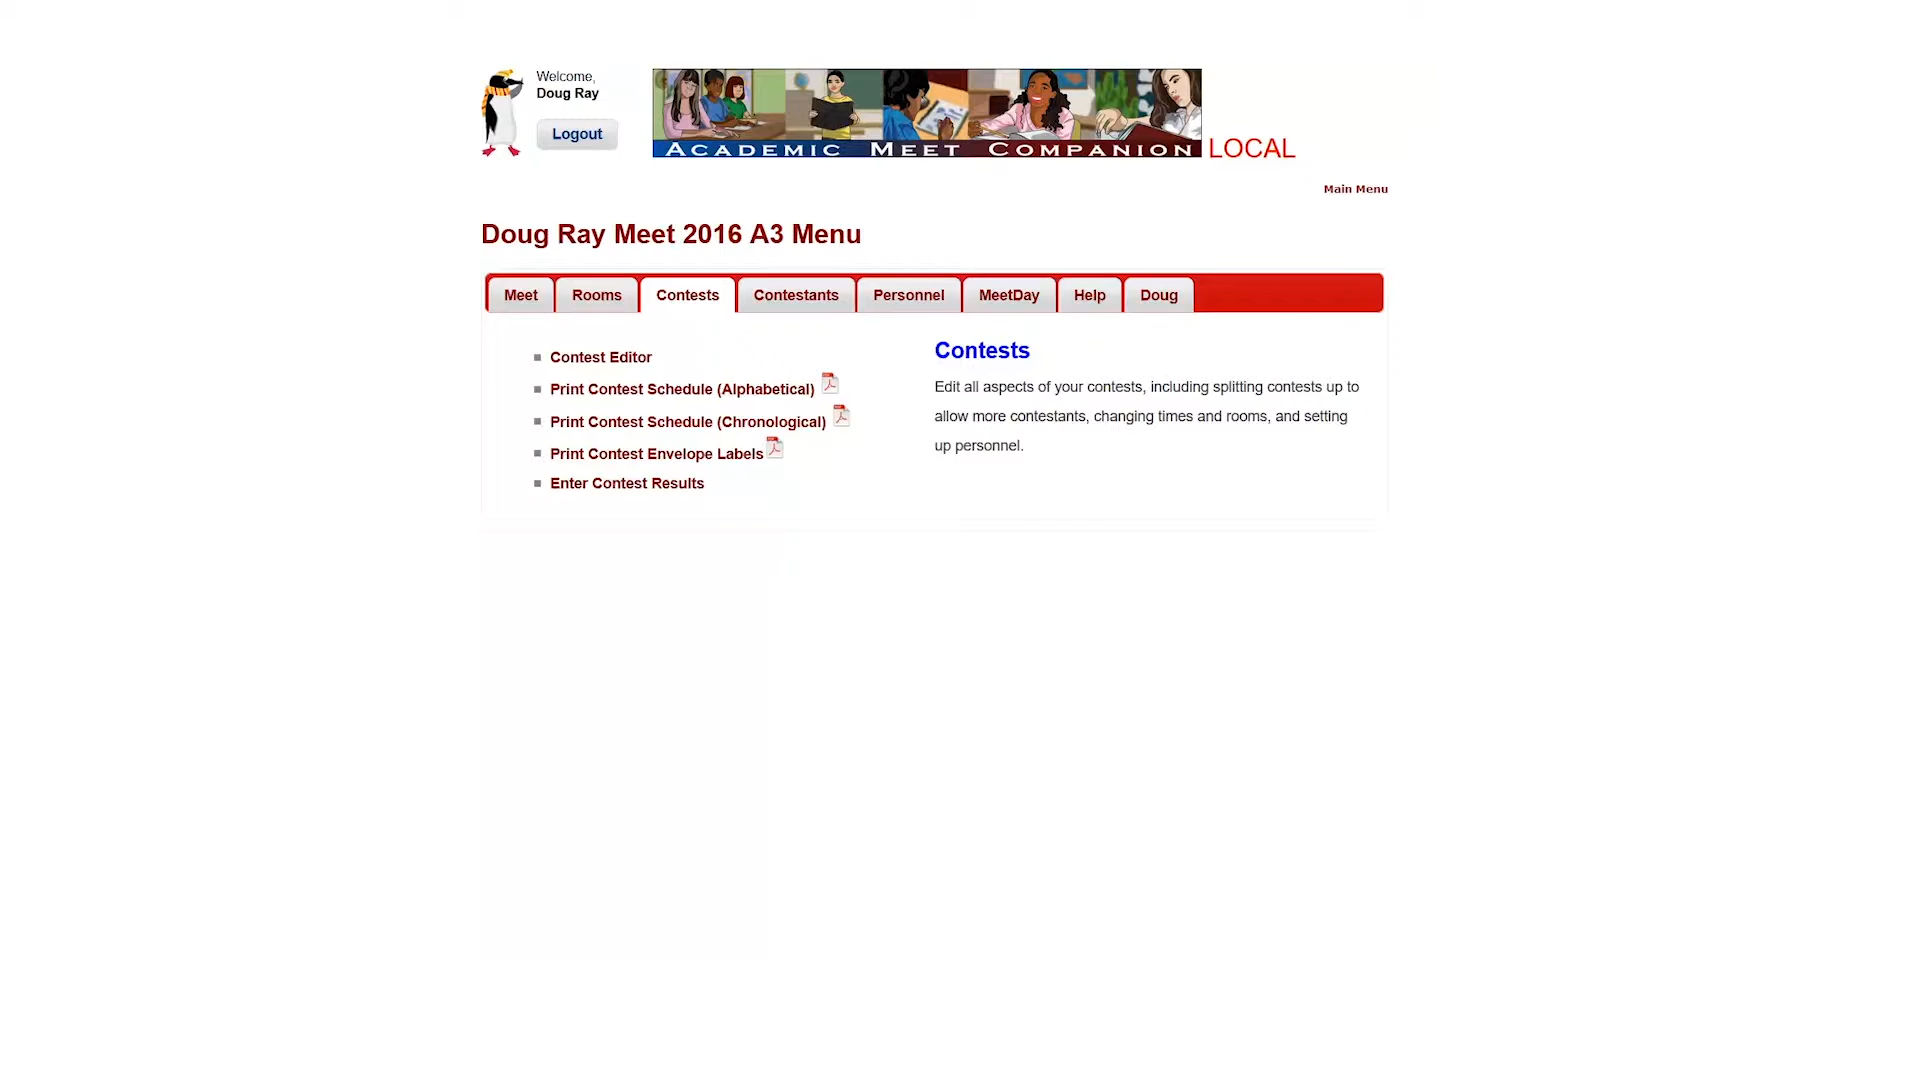 Welcome,
Doug Ray
Logout
ACADEMIC MEET COMPANION
LOCAL
Main Menu
Doug Ray Meet 2016 A3 Menu
Meet
Rooms
Contests
Contestants
Personnel
MeetDay
Help
Doug
Contest Editor
Print Contest Schedule (Alphabetical)
Print Contest Schedule (Chronological)
Print Contest Envelope Labels
Enter Contest Results
Contests
Edit all aspects of your contests, including splitting contests up to
allow more contestants, changing times and rooms, and setting
up personnel.